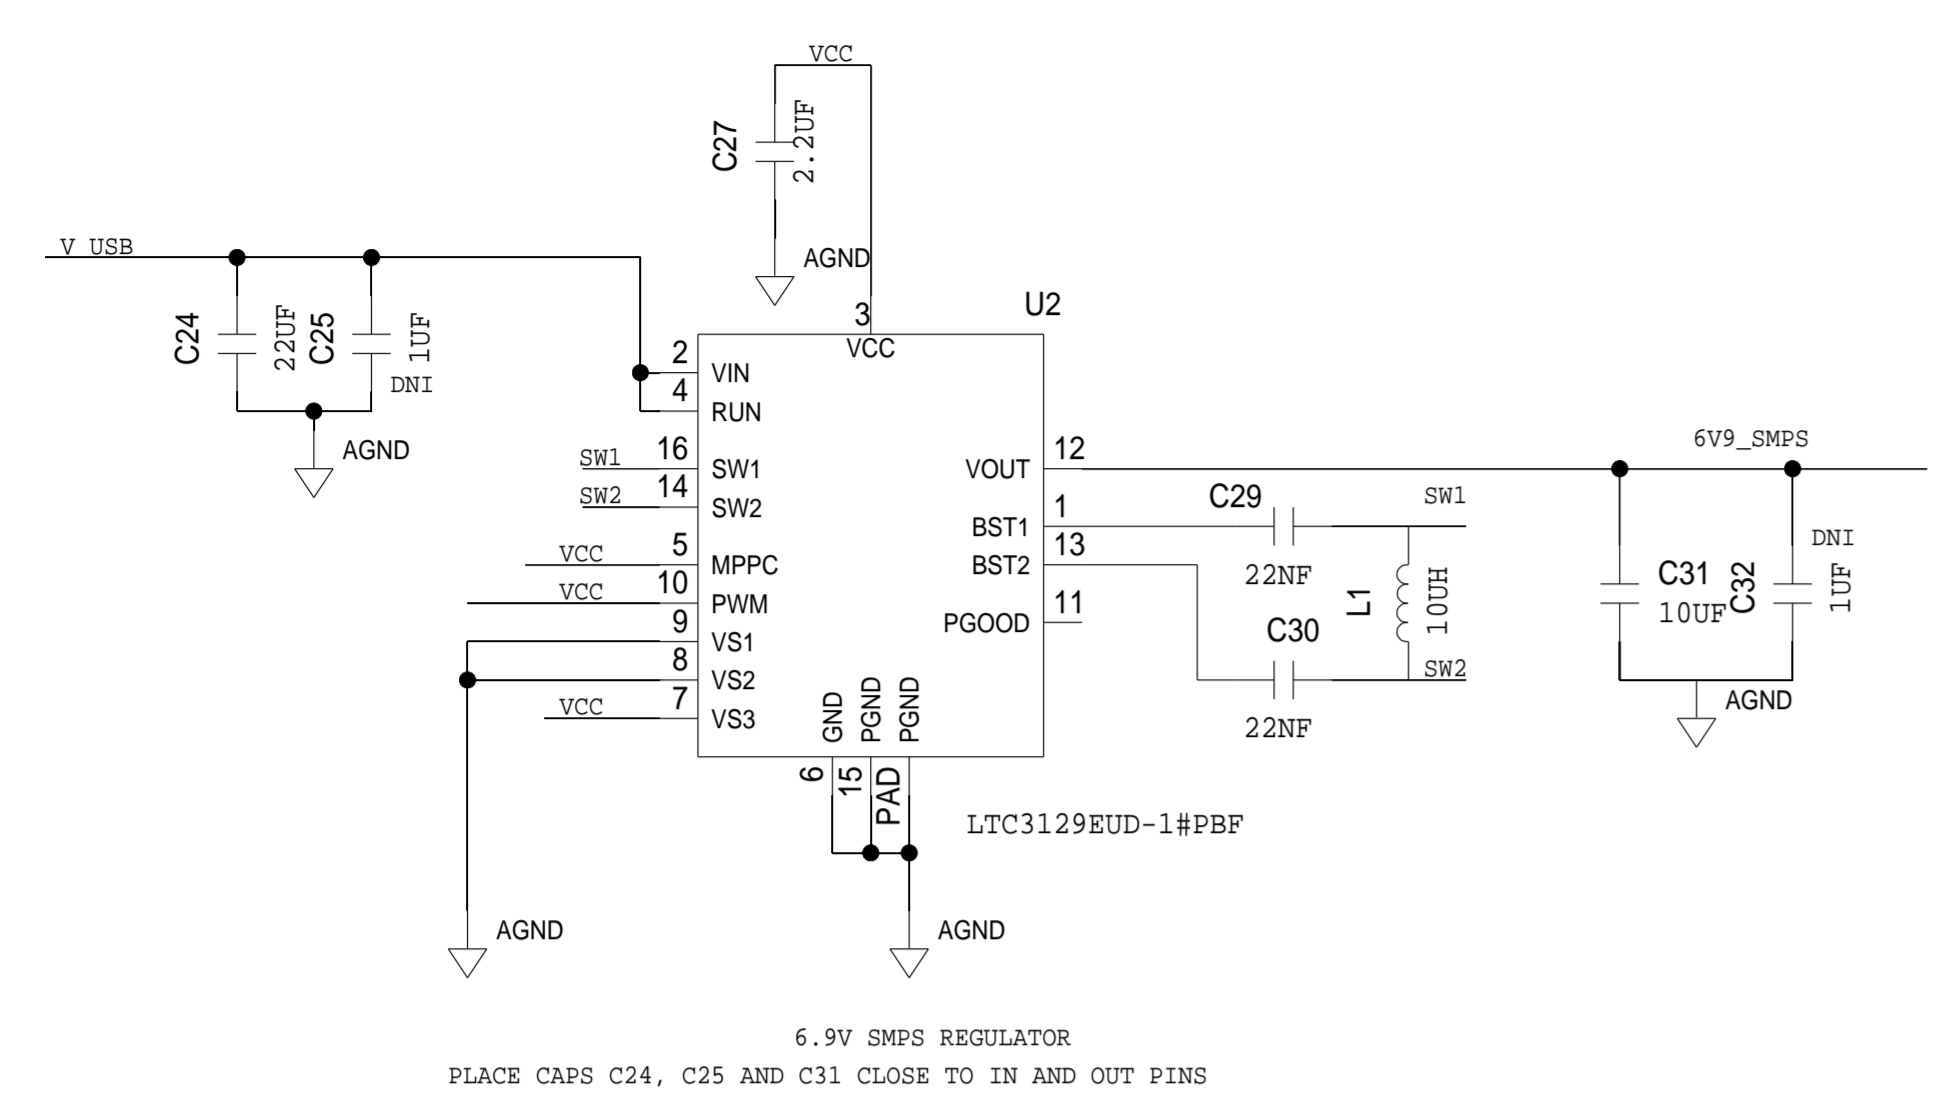 VCC
C27
2.2UF
AGND
V USB
C24
22UF
C25
1UF
DNI
AGND
U2
3
VCC
2
VIN
4
RUN
SW1
16
SW1
SW2
14
SW2
VCC
5
MPPC
VCC
10
PWM
9
VS1
8
VS2
VCC
7
VS3
12
VOUT
1
BST1
13
BST2
11
PGOOD
GND
PGND
PGND
6
15
PAD
LTC3129EUD-1#PBF
AGND
AGND
C29
22NF
SW1
L1
10UH
C30
22NF
SW2
6V9_SMPS
C31
10UF
DNI
C32
1UF
AGND
6.9V SMPS REGULATOR
PLACE CAPS C24, C25 AND C31 CLOSE TO IN AND OUT PINS